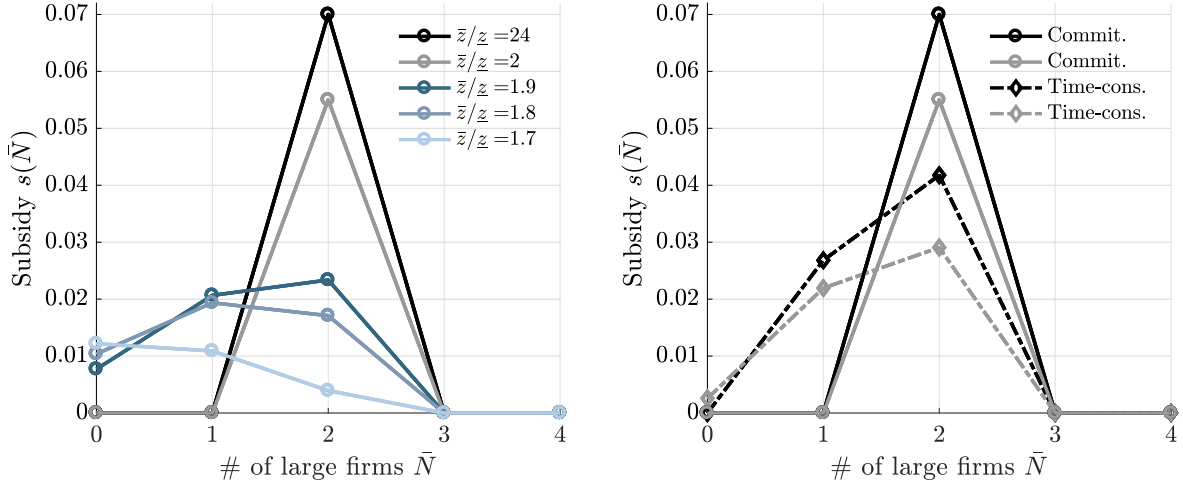 0.07
0.06
0.05
0.04
0.03
0.02
0.01
0
Subsidy s(N̄)
0 1 2 3 4
# of large firms N̄
z̄/z̲ =24
z̄/z̲ =2
z̄/z̲ =1.9
z̄/z̲ =1.8
z̄/z̲ =1.7
0.07
0.06
0.05
0.04
0.03
0.02
0.01
0
Subsidy s(N̄)
0 1 2 3 4
# of large firms N̄
Commit.
Commit.
Time-cons.
Time-cons.